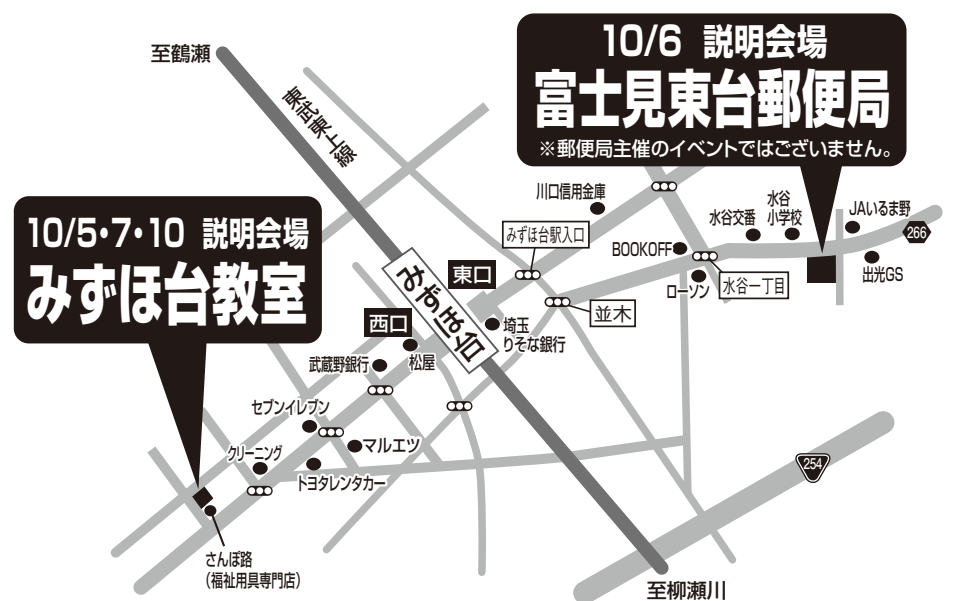 10/6 説明会場
富士見東台郵便局
※郵便局主催のイベントではございません。
至鶴瀬
東武東上線
10/5・7・10 説明会場
みずほ台教室
川口信用金庫
水谷交番
水谷
小学校
JAいるま野
266
みずほ台駅入口
BOOKOFF
出光GS
ローソン
水谷一丁目
東口
みずほ台
並木
西口
埼玉
りそな銀行
松屋
武蔵野銀行
セブンイレブン
マルエツ
クリーニング
トヨタレンタカー
254
さんぽ路
(福祉用具専門店)
至柳瀬川